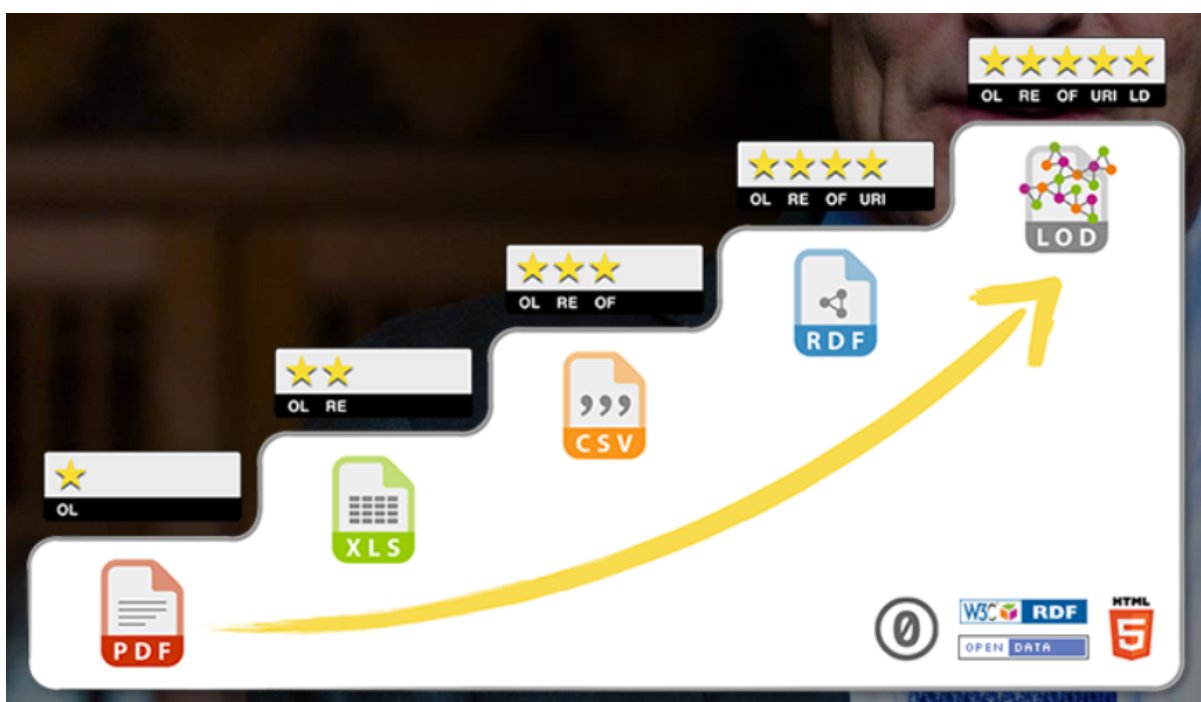 OL RE OF URI LD
LOD
OL RE OF URI
RDF
OL RE OF
,,,
CSV
OL RE
XLS
OL
PDF
0
W3C RDF
OPEN DATA
HTML
5